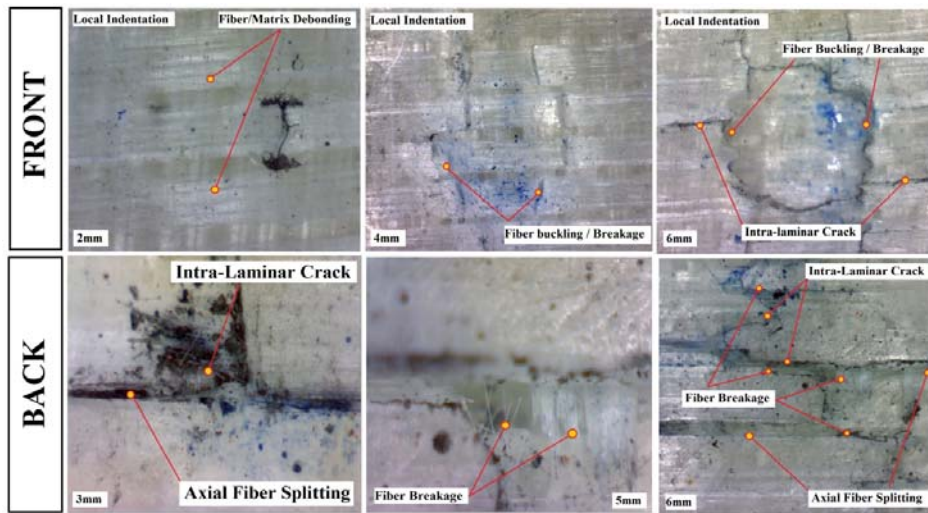 FRONT
Local Indentation
Fiber/Matrix Debonding
2mm
Local Indentation
4mm
Fiber buckling / Breakage
Local Indentation
Fiber Buckling / Breakage
6mm
Intra-laminar Crack
BACK
Intra-Laminar Crack
3mm
Axial Fiber Splitting
Fiber Breakage
5mm
Intra-Laminar Crack
Fiber Breakage
6mm
Axial Fiber Splitting